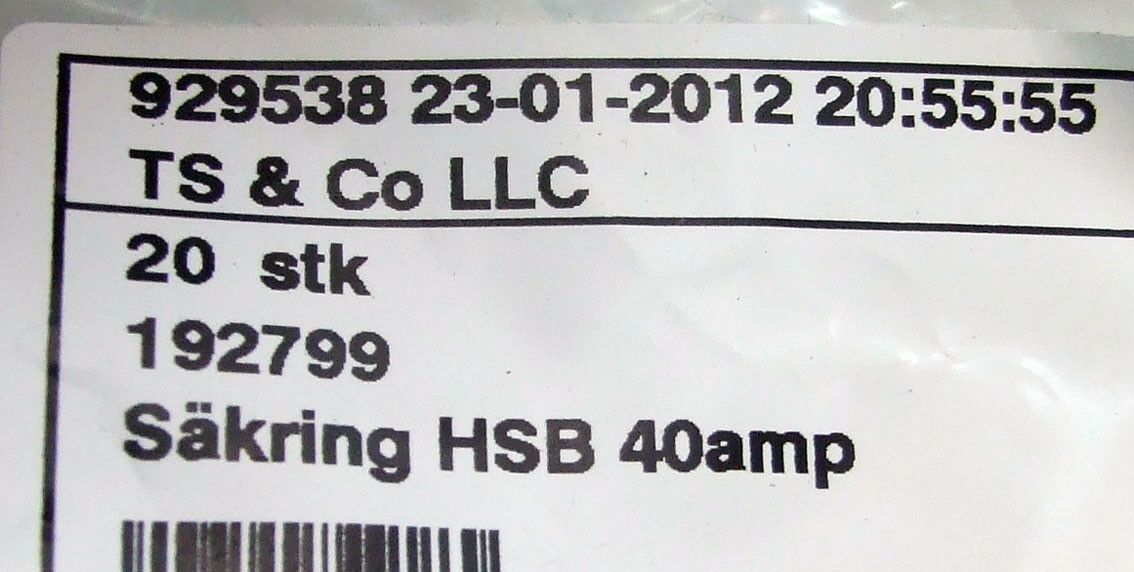 929538 23-01-2012 20:55:55
TS & Co LLC
20 stk
192799
Säkring HSB 40amp